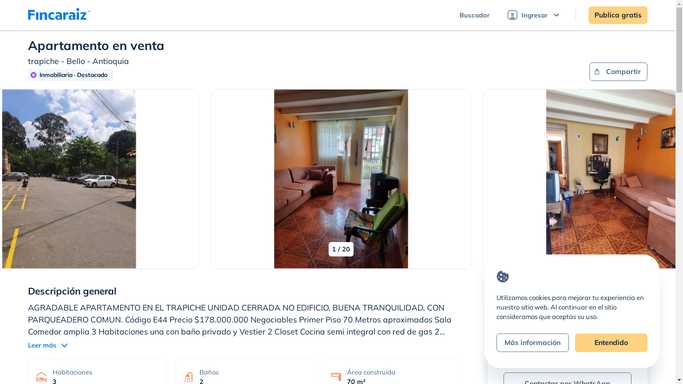 Fincaraiz
Buscador
Ingresar
Publica gratis
Apartamento en venta
trapiche - Bello - Antioquia
Inmobiliaria · Destacado
Compartir
1 / 20
Descripción general
AGRADABLE APARTAMENTO EN EL TRAPICHE UNIDAD CERRADA NO EDIFICIO, BUENA TRANQUILIDAD, CON
PARQUEADERO COMUN. Código E44 Precio $178.000.000 Negociables Primer Piso 70 Metros aproximados Sala
Comedor amplia 3 Habitaciones una con baño privado y Vestier 2 Closet Cocina semi integral con red de gas 2...
Leer más
Habitaciones
3
Baños
2
Área construida
70 m²
Utilizamos cookies para mejorar tu experiencia en
nuestro sitio web. Al continuar en el sitio
consideramos que aceptas su uso.
Más información
Entendido
Contactar por WhatsApp